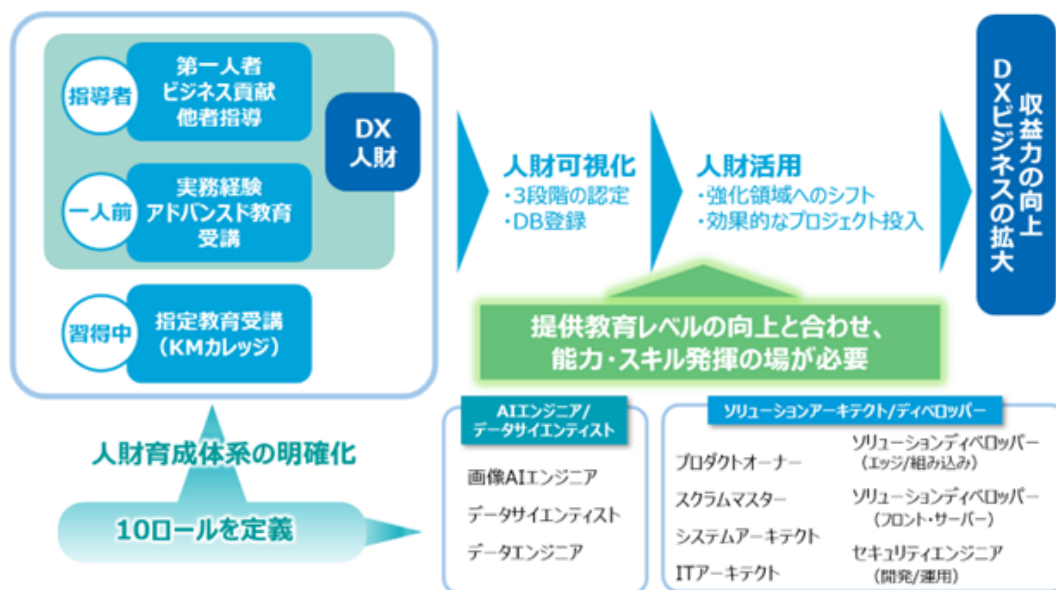 指導者
第一人者
ビジネス貢献
他者指導
DX
人財
一人前
実務経験
アドバンスド教育
受講
習得中
指定教育受講
（KMカレッジ）
人財可視化
・3段階の認定
・DB登録
人財活用
・強化領域へのシフト
・効果的なプロジェクト投入
収益力の向上
DXビジネスの拡大
提供教育レベルの向上と合わせ、
能力・スキル発揮の場が必要
人財育成体系の明確化
10ロールを定義
AIエンジニア/
データサイエンティスト
画像AIエンジニア
データサイエンティスト
データエンジニア
ソリューションアーキテクト/ディベロッパー
プロダクトオーナー
スクラムマスター
システムアーキテクト
ITアーキテクト
ソリューションディベロッパー
（エッジ/組み込み）
ソリューションディベロッパー
（フロント・サーバー）
セキュリティエンジニア
（開発/運用）